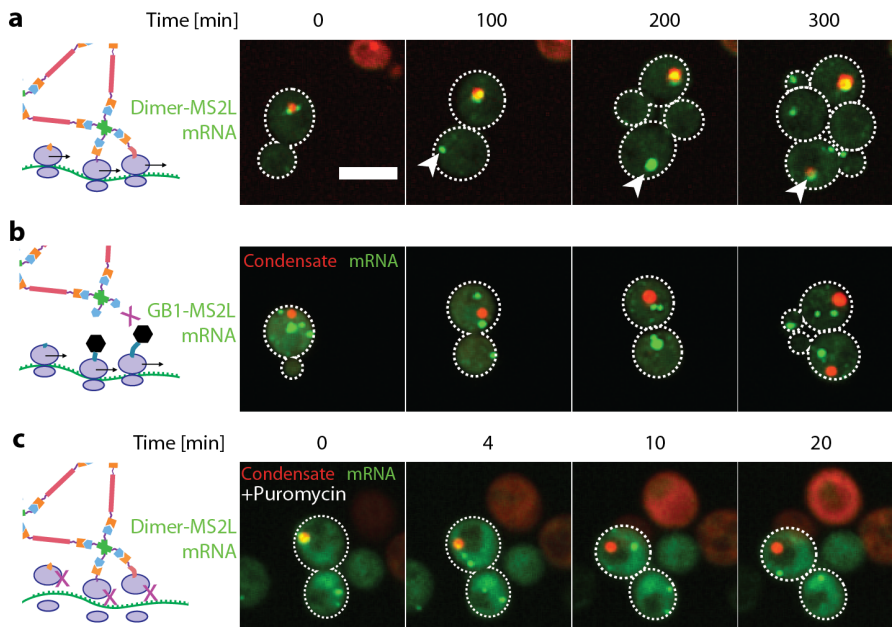 a Time [min] 0 100 200 300
Dimer-MS2L
mRNA
b
Condensate mRNA
GB1-MS2L
mRNA
c Time [min] 0 4 10 20
Condensate mRNA
+Puromycin
Dimer-MS2L
mRNA